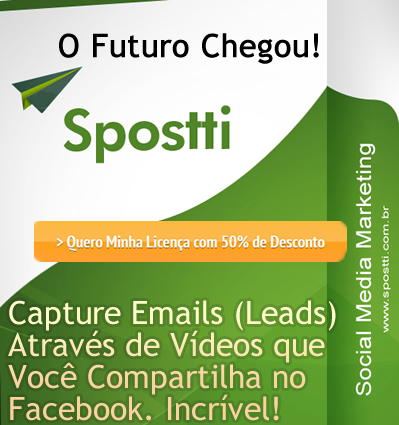 O Futuro Chegou!
Spostti
> Quero Minha Licença com 50% de Desconto
Capture Emails (Leads)
Através de Vídeos que
Você Compartilha no
Facebook. Incrível!
Social Media Marketing
www.spostti.com.br